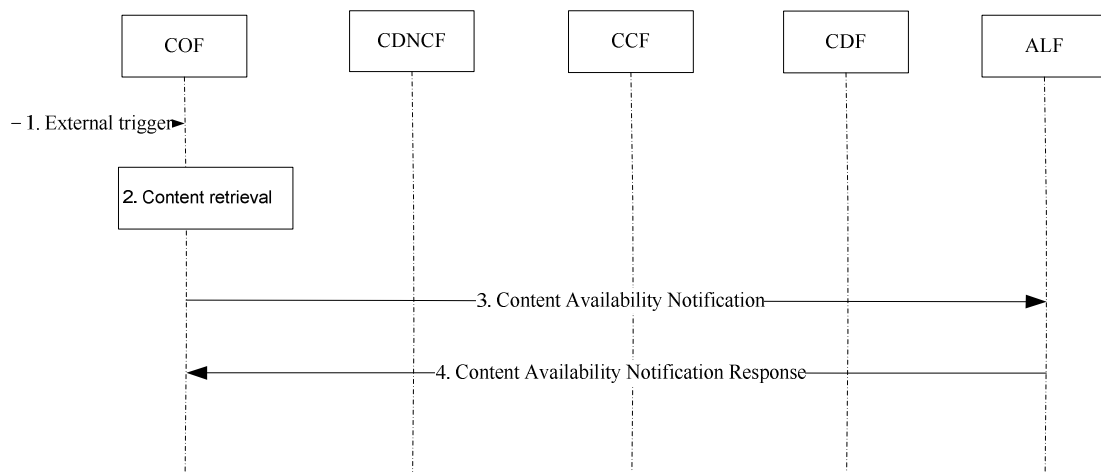 COF
CDNCF
CCF
CDF
ALF
1. External trigger
2. Content retrieval
3. Content Availability Notification
4. Content Availability Notification Response